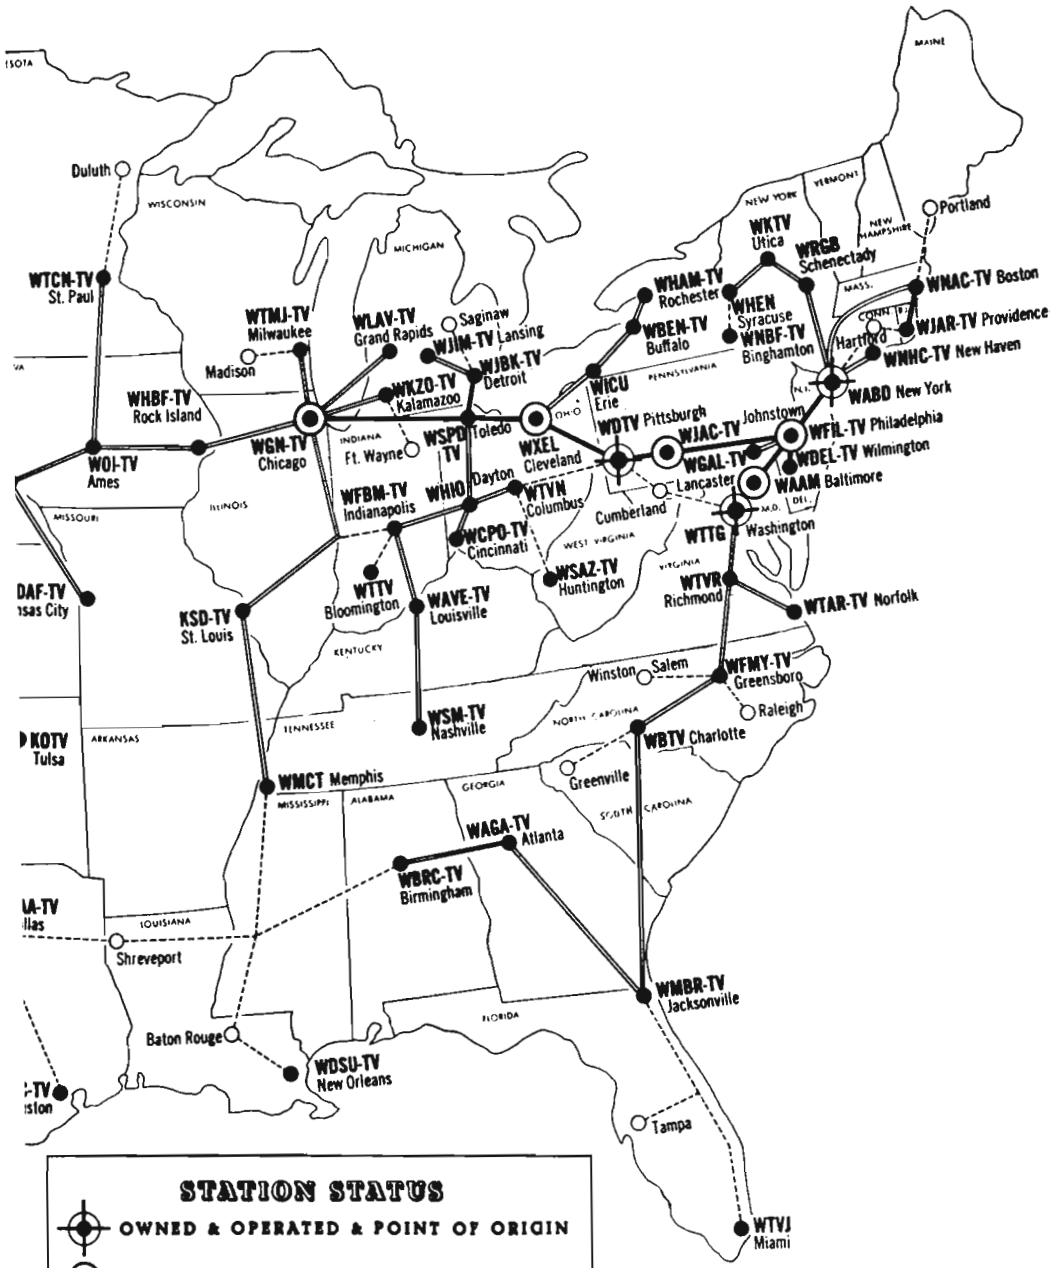 MAINE
Duluth
WISCONSIN
MICHIGAN
NEW YORK
VERMONT
NEW
HAMPSHIRE
Portland
WKTV
Utica
WRGB
Schenectady
MASS.
CONN.
WTCN-TV
St. Paul
WTMJ-TV
Milwaukee
Madison
WLAV-TV
Grand Rapids
Saginaw
WJIM-TV Lansing
WJBK-TV
Detroit
WKZO-TV
Kalamazoo
WHAM-TV
Rochester
WBEN-TV
Buffalo
WHEN
Syracuse
WNBF-TV
Binghamton
WNAC-TV Boston
WJAR-TV Providence
Hartford
WNHC-TV New Haven
WABD New York
PENNSYLVANIA
WICU
Erie
WHBF-TV
Rock Island
WGN-TV
Chicago
INDIANA
Ft. Wayne
WSPD
TV
Toledo
OHIO
WXEL
Cleveland
WDTV Pittsburgh
WJAC-TV
Johnstown
WFIL-TV Philadelphia
WGAL-TV
Lancaster
WDEL-TV Wilmington
WAAM Baltimore
DEL.
M.D.
WOI-TV
Ames
MISSOURI
ILLINOIS
WFBM-TV
Indianapolis
WHIO
Dayton
WTVN
Columbus
Cumberland
WTTG
Washington
WCPO-TV
Cincinnati
WEST VIRGINIA
VIRGINIA
WTTV
Bloomington
WSAZ-TV
Huntington
WTVR
Richmond
WTAR-TV Norfolk
DAF-TV
nsas City
KSD-TV
St. Louis
WAVE-TV
Louisville
KENTUCKY
Winston Salem
WFMY-TV
Greensboro
Raleigh
WSM-TV
Nashville
TENNESSEE
NORTH CAROLINA
WBTV Charlotte
KOTV
Tulsa
ARKANSAS
Greenville
SOUTH CAROLINA
WMCT Memphis
MISSISSIPPI
ALABAMA
GEORGIA
WAGA-TV
Atlanta
WBRC-TV
Birmingham
AA-TV
llas
LOUISIANA
Shreveport
WMBR-TV
Jacksonville
FLORIDA
Baton Rouge
WDSU-TV
New Orleans
-TV
ston
Tampa
WTVJ
Miami
STATION STATUS
OWNED & OPERATED & POINT OF ORIGIN